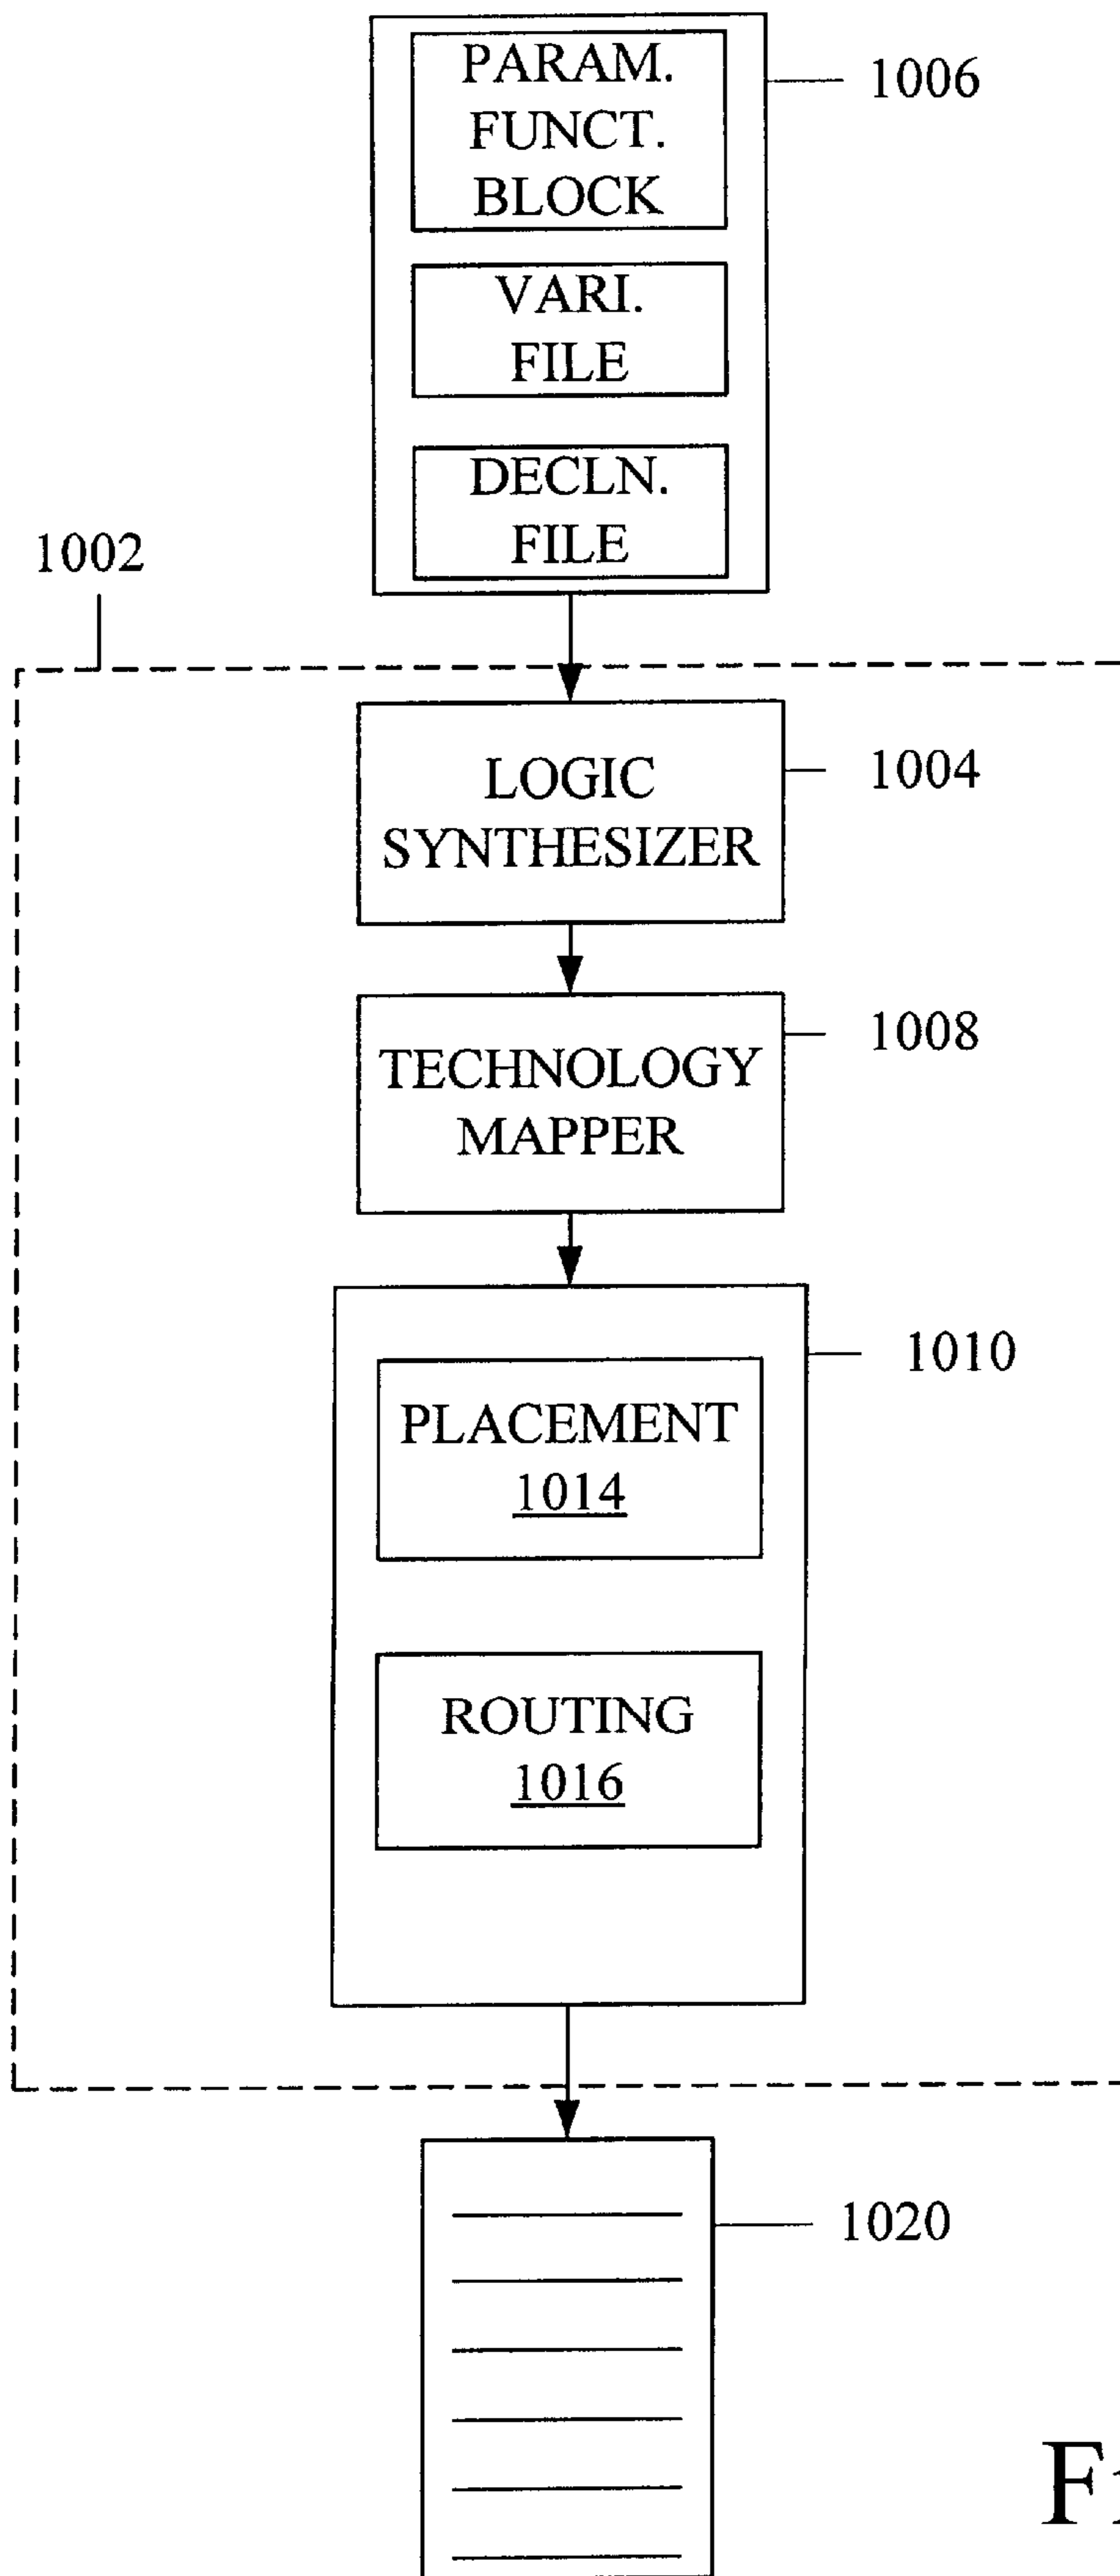 PARAM.
FUNCT.
BLOCK
1006
VARI.
FILE
DECLN.
FILE
1002
LOGIC
SYNTHESIZER
1004
TECHNOLOGY
MAPPER
1008
1010
PLACEMENT
1014
ROUTING
1016
1020